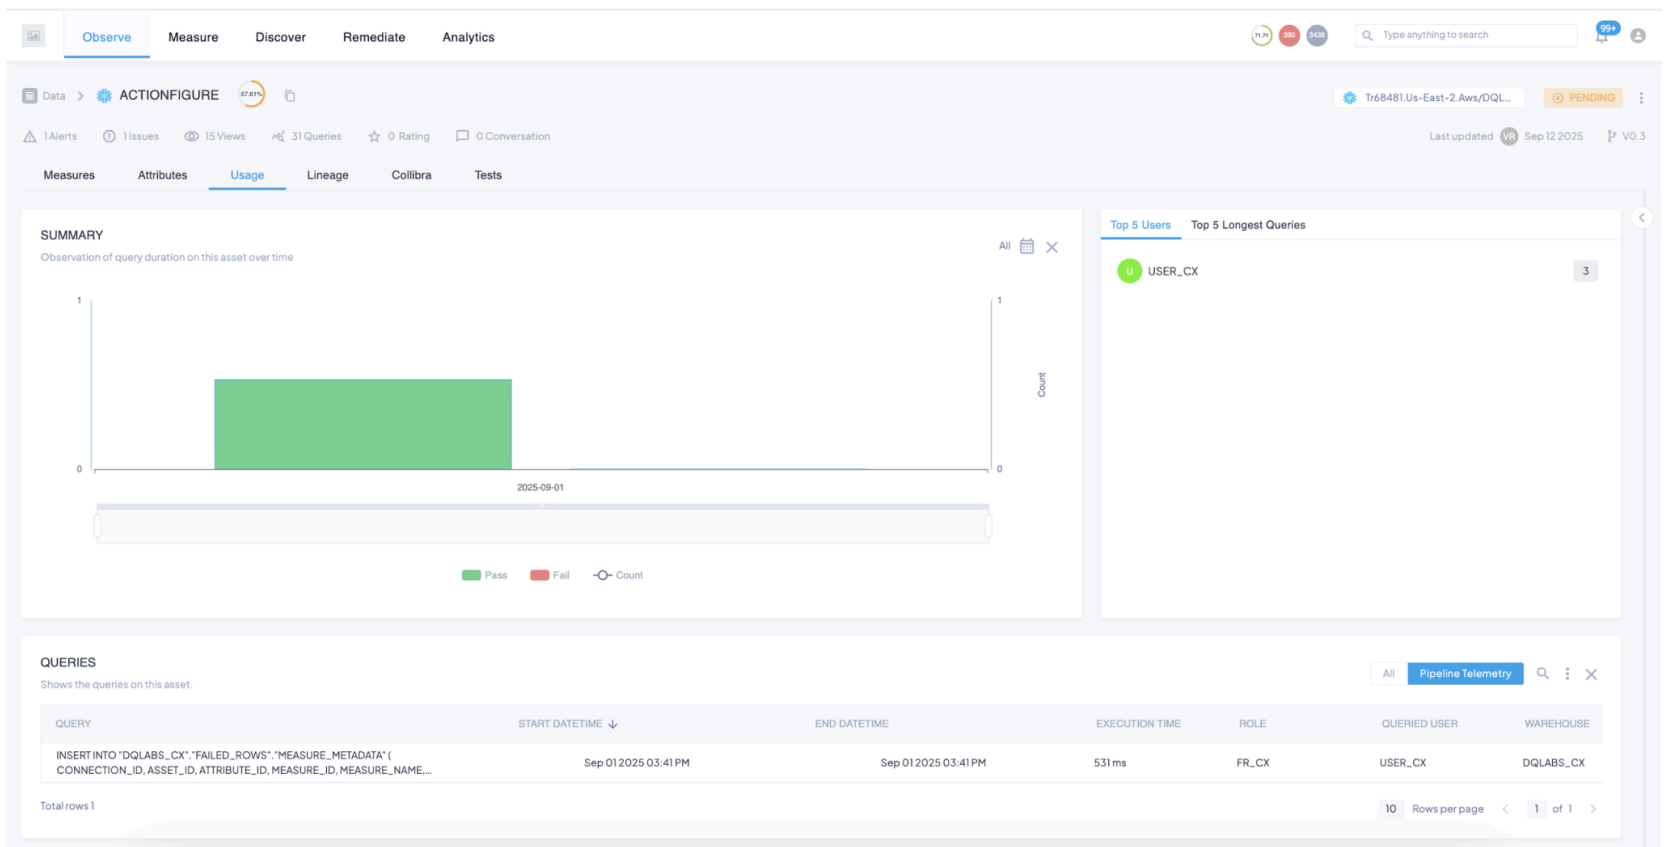 Observe Measure Discover Remediate Analytics
71.71 390 3438 Type anything to search 99+
Data ACTIONFIGURE 57.61% Tr68481.Us-East-2.Aws/DQL... PENDING
1 Alerts 1 Issues 15 Views 31 Queries 0 Rating 0 Conversation Last updated VR Sep 12 2025 V0.3
Measures Attributes Usage Lineage Collibra Tests
SUMMARY
Observation of query duration on this asset over time
All
1 1
Count
0 0
2025-09-01
Pass Fail Count
Top 5 Users Top 5 Longest Queries
U USER_CX 3
QUERIES
Shows the queries on this asset.
All Pipeline Telemetry
QUERY START DATETIME END DATETIME EXECUTION TIME ROLE QUERIED USER WAREHOUSE
INSERT INTO "DQLABS_CX"."FAILED_ROWS"."MEASURE_METADATA" (
CONNECTION_ID, ASSET_ID, ATTRIBUTE_ID, MEASURE_ID, MEASURE_NAME,...
Sep 01 2025 03:41 PM Sep 01 2025 03:41 PM 531 ms FR_CX USER_CX DQLABS_CX
Total rows 1
10 Rows per page 1 of 1